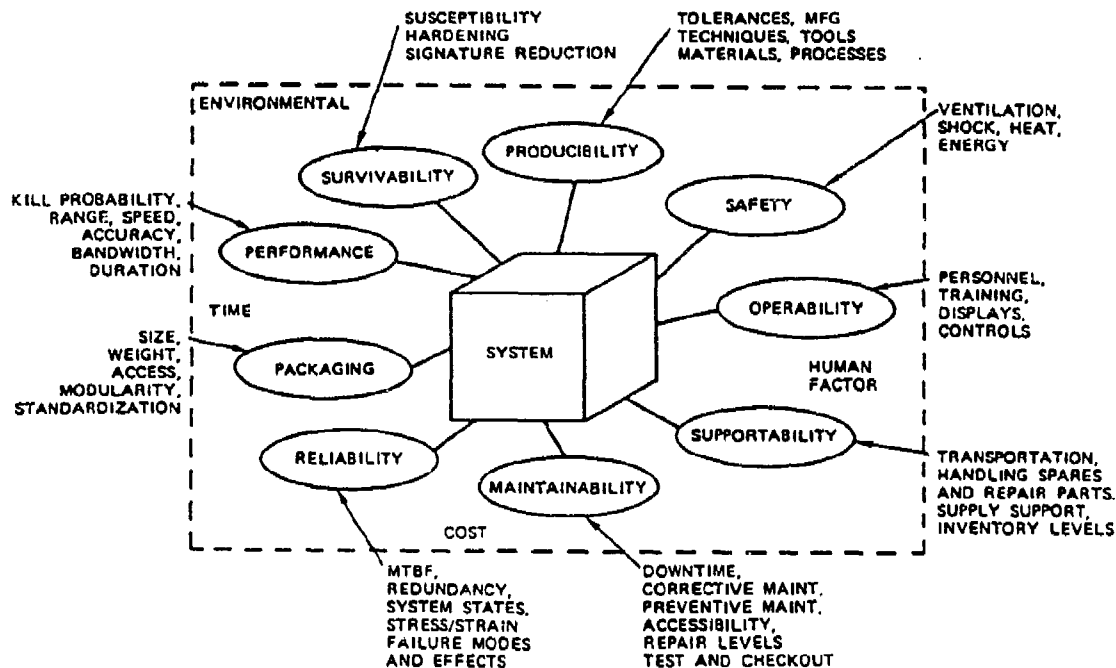 SUSCEPTIBILITY
HARDENING
SIGNATURE REDUCTION
TOLERANCES, MFG
TECHNIQUES, TOOLS
MATERIALS, PROCESSES
ENVIRONMENTAL
VENTILATION,
SHOCK, HEAT,
ENERGY
PRODUCIBILITY
SURVIVABILITY
SAFETY
KILL PROBABILITY,
RANGE, SPEED,
ACCURACY,
BANDWIDTH,
DURATION
PERFORMANCE
OPERABILITY
PERSONNEL,
TRAINING,
DISPLAYS,
CONTROLS
TIME
SIZE,
WEIGHT,
ACCESS,
MODULARITY,
STANDARDIZATION
PACKAGING
SYSTEM
HUMAN
FACTOR
SUPPORTABILITY
RELIABILITY
MAINTAINABILITY
TRANSPORTATION,
HANDLING SPARES
AND REPAIR PARTS.
SUPPLY SUPPORT,
INVENTORY LEVELS
COST
MTBF,
REDUNDANCY,
SYSTEM STATES,
STRESS/STRAIN
FAILURE MODES
AND EFFECTS
DOWNTIME,
CORRECTIVE MAINT,
PREVENTIVE MAINT,
ACCESSIBILITY,
REPAIR LEVELS
TEST AND CHECKOUT